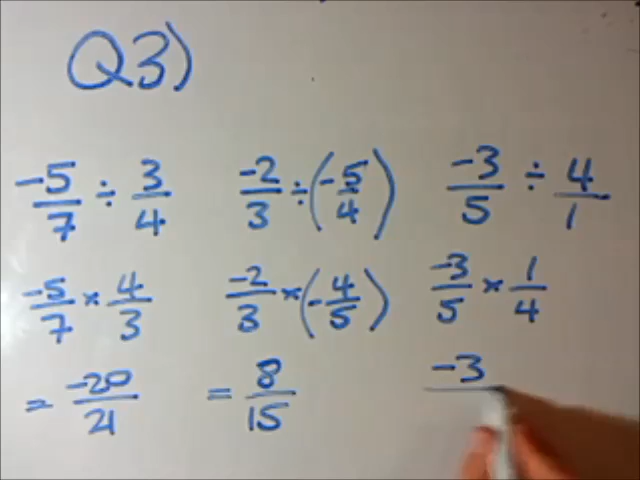 Q3)
-5/7 ÷ 3/4    -2/3 ÷ (-5/4)    -3/5 ÷ 4/1
-5/7 × 4/3    -2/3 × (-4/5)    -3/5 × 1/4
= -20/21    = 8/15    -3